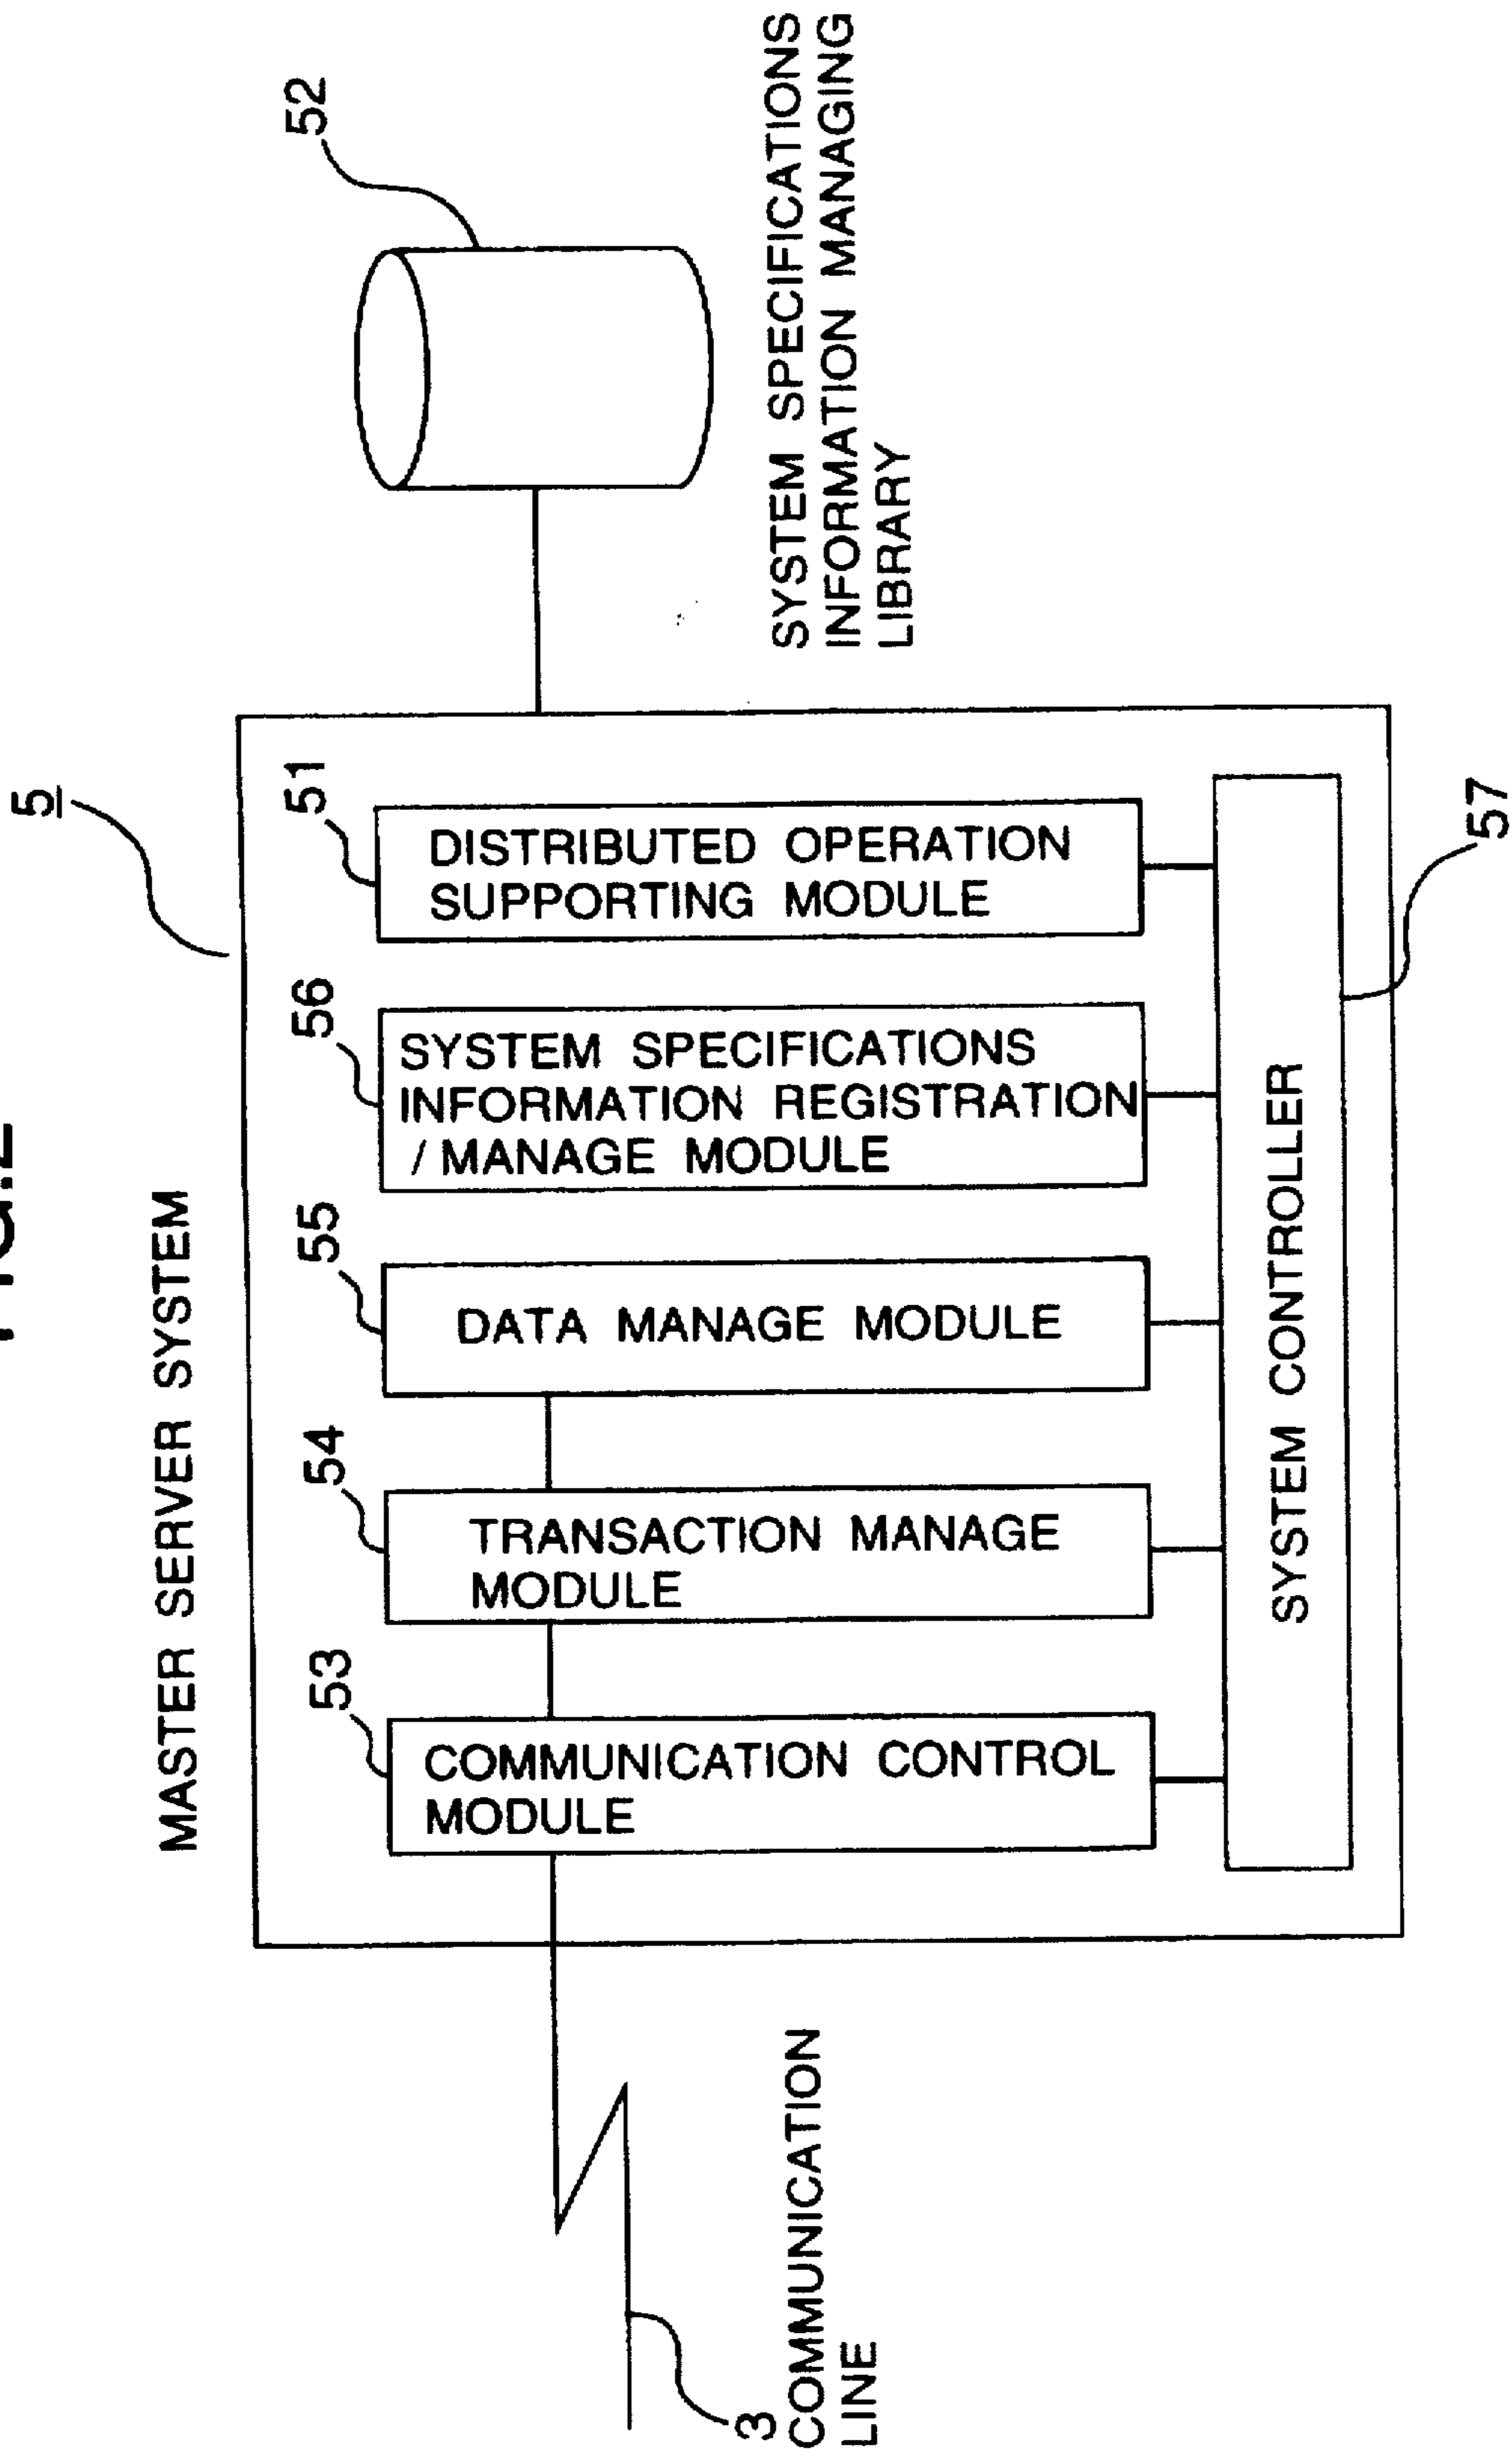 5
MASTER SERVER SYSTEM
53
COMMUNICATION CONTROL
MODULE
54
TRANSACTION MANAGE
MODULE
55
DATA MANAGE MODULE
56
SYSTEM SPECIFICATIONS
INFORMATION REGISTRATION
/ MANAGE MODULE
51
DISTRIBUTED OPERATION
SUPPORTING MODULE
52
SYSTEM SPECIFICATIONS
INFORMATION MANAGING
LIBRARY
3
COMMUNICATION
LINE
SYSTEM CONTROLLER
57